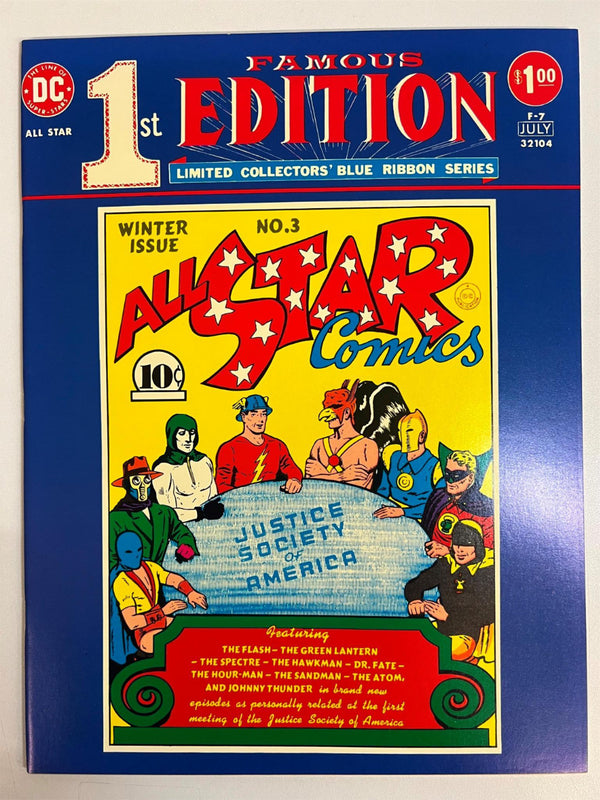 THE LINE OF
DC
SUPER-STARS
ALL STAR
FAMOUS
1st EDITION
LIMITED COLLECTORS' BLUE RIBBON SERIES
$1.00
F-7
JULY
32104
WINTER
ISSUE
NO.3
ALL STAR
Comics
10¢
JUSTICE
SOCIETY
OF
AMERICA
Featuring
THE FLASH – THE GREEN LANTERN
– THE SPECTRE – THE HAWKMAN – DR. FATE –
THE HOUR-MAN – THE SANDMAN – THE ATOM,
AND JOHNNY THUNDER in brand new
episodes as personally related at the first
meeting of the Justice Society of America